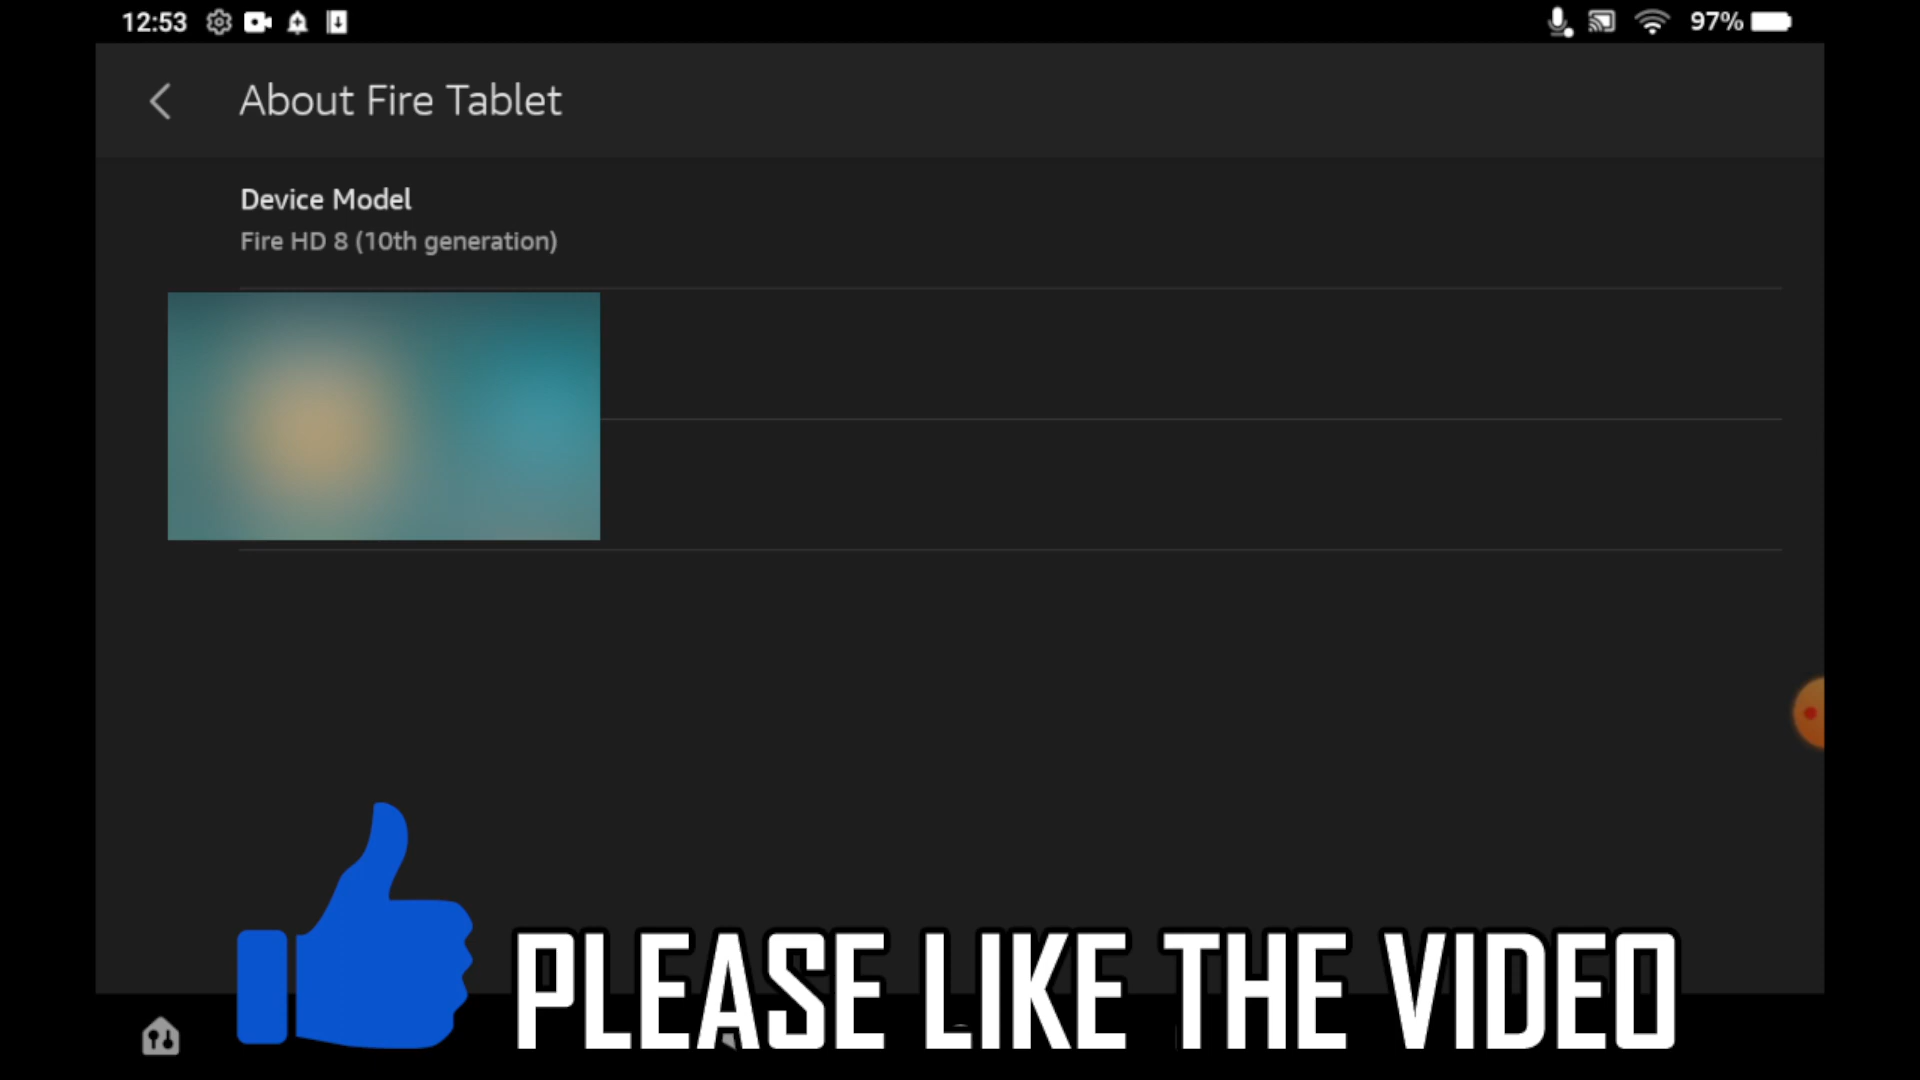 12:53
97%
About Fire Tablet
Device Model
Fire HD 8 (10th generation)
PLEASE LIKE THE VIDEO